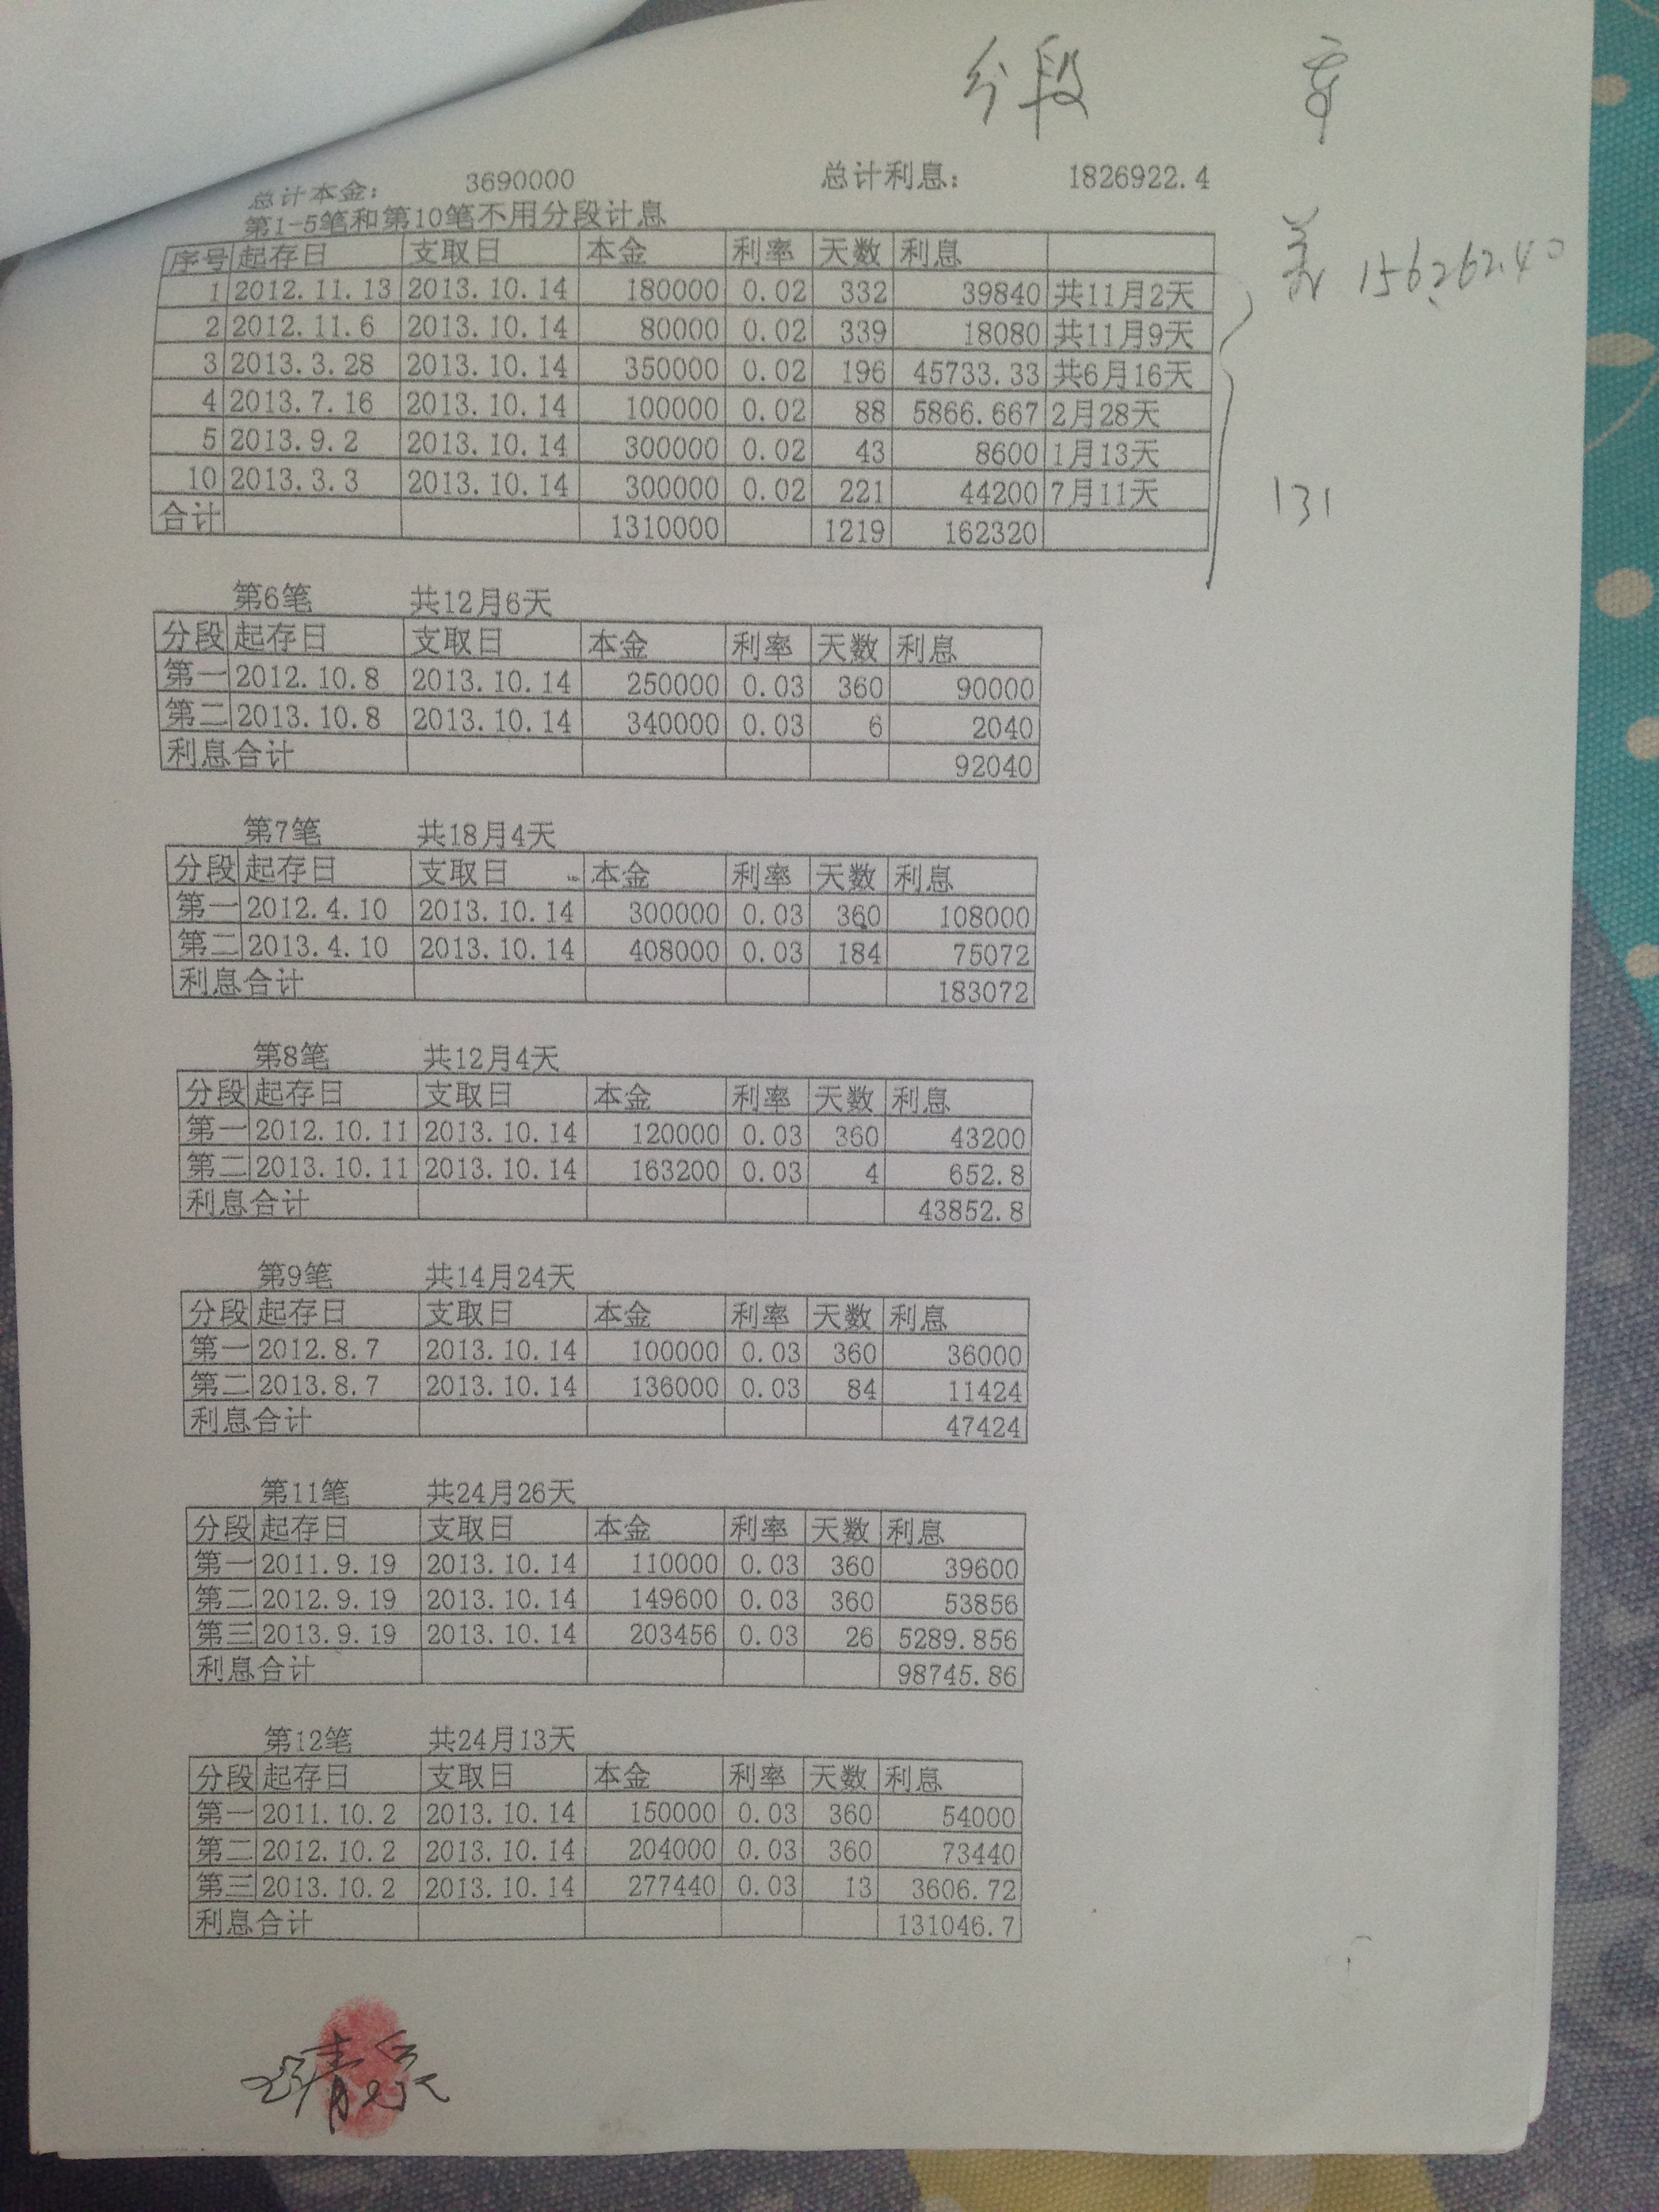 分段
总计本金： 3690000 总计利息： 1826922.4
第1-5笔和第10笔不用分段计息
差 156262.40
序号 起存日 支取日 本金 利率 天数 利息
1 2012.11.13 2013.10.14 180000 0.02 332 39840 共11月2天
2 2012.11.6 2013.10.14 80000 0.02 339 18080 共11月9天
3 2013.3.28 2013.10.14 350000 0.02 196 45733.33 共6月16天
4 2013.7.16 2013.10.14 100000 0.02 88 5866.667 2月28天
5 2013.9.2 2013.10.14 300000 0.02 43 8600 1月13天
10 2013.3.3 2013.10.14 300000 0.02 221 44200 7月11天
131
合计 1310000 1219 162320
第6笔 共12月6天
分段 起存日 支取日 本金 利率 天数 利息
第一 2012.10.8 2013.10.14 250000 0.03 360 90000
第二 2013.10.8 2013.10.14 340000 0.03 6 2040
利息合计 92040
第7笔 共18月4天
分段 起存日 支取日 本金 利率 天数 利息
第一 2012.4.10 2013.10.14 300000 0.03 360 108000
第二 2013.4.10 2013.10.14 408000 0.03 184 75072
利息合计 183072
第8笔 共12月4天
分段 起存日 支取日 本金 利率 天数 利息
第一 2012.10.11 2013.10.14 120000 0.03 360 43200
第二 2013.10.11 2013.10.14 163200 0.03 4 652.8
利息合计 43852.8
第9笔 共14月24天
分段 起存日 支取日 本金 利率 天数 利息
第一 2012.8.7 2013.10.14 100000 0.03 360 36000
第二 2013.8.7 2013.10.14 136000 0.03 84 11424
利息合计 47424
第11笔 共24月26天
分段 起存日 支取日 本金 利率 天数 利息
第一 2011.9.19 2013.10.14 110000 0.03 360 39600
第二 2012.9.19 2013.10.14 149600 0.03 360 53856
第三 2013.9.19 2013.10.14 203456 0.03 26 5289.856
利息合计 98745.86
第12笔 共24月13天
分段 起存日 支取日 本金 利率 天数 利息
第一 2011.10.2 2013.10.14 150000 0.03 360 54000
第二 2012.10.2 2013.10.14 204000 0.03 360 73440
第三 2013.10.2 2013.10.14 277440 0.03 13 3606.72
利息合计 131046.7